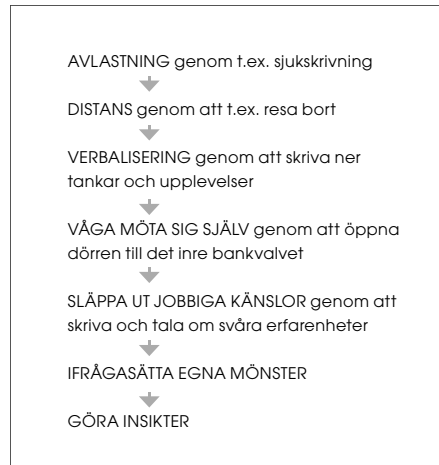 AVLASTNING genom t.ex. sjukskrivning
DISTANS genom att t.ex. resa bort
VERBALISERING genom att skriva ner
tankar och upplevelser
VÅGA MÖTA SIG SJÄLV genom att öppna
dörren till det inre bankvalvet
SLÄPPA UT JOBBIGA KÄNSLOR genom att
skriva och tala om svåra erfarenheter
IFRÅGASÄTTA EGNA MÖNSTER
GÖRA INSIKTER